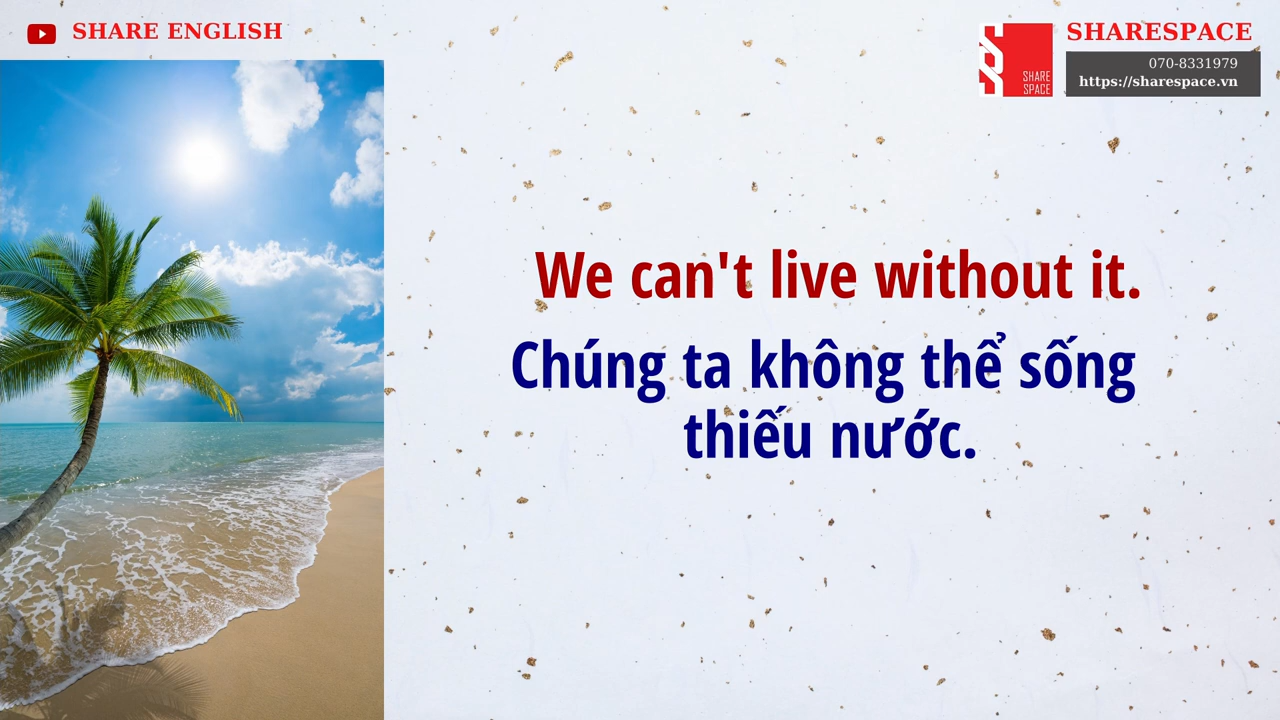 SHARE ENGLISH
SHARESPACE
070-8331979
https://sharespace.vn
SHARE
SPACE
We can't live without it.
Chúng ta không thể sống
thiếu nước.